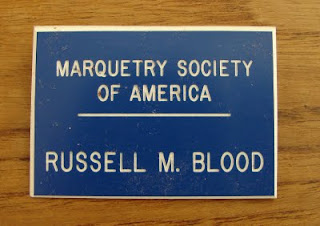 MARQUETRY SOCIETY
OF AMERICA
RUSSELL M. BLOOD